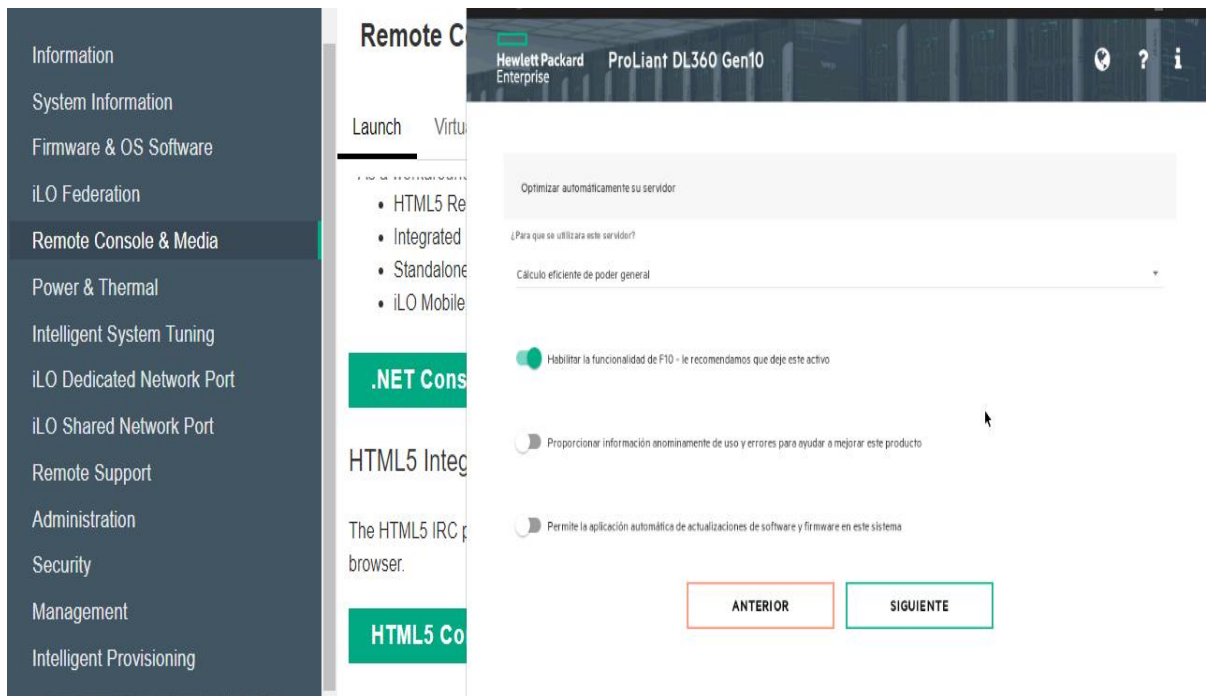 Information
System Information
Firmware & OS Software
iLO Federation
Remote Console & Media
Power & Thermal
Intelligent System Tuning
iLO Dedicated Network Port
iLO Shared Network Port
Remote Support
Administration
Security
Management
Intelligent Provisioning
Remote C
Launch Virtu
HTML5 Re
Integrated
Standalone
iLO Mobile
.NET Cons
HTML5 Integ
The HTML5 IRC p
browser.
HTML5 Co
Hewlett Packard
Enterprise
ProLiant DL360 Gen10
? i
Optimizar automáticamente su servidor
¿Para que se utilizara este servidor?
Cálculo eficiente de poder general
Habilitar la funcionalidad de F10 - le recomendamos que deje este activo
Proporcionar información anominamente de uso y errores para ayudar a mejorar este producto
Permite la aplicación automática de actualizaciones de software y firmware en este sistema
ANTERIOR SIGUIENTE